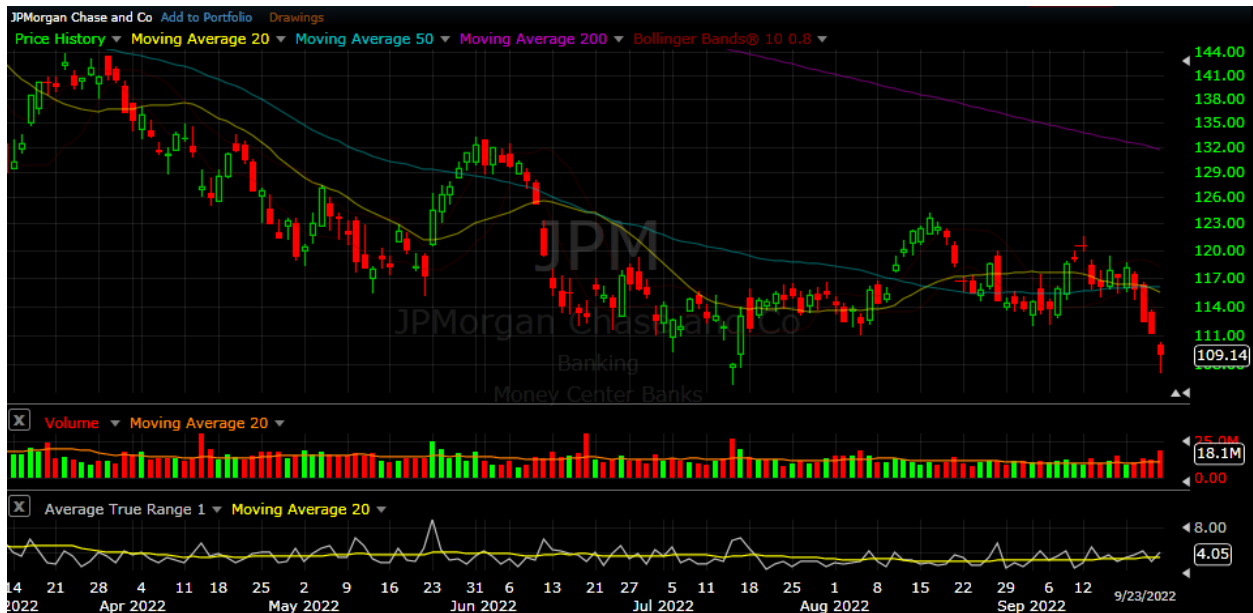 JPMorgan Chase and Co Add to Portfolio Drawings
Price History Moving Average 20 Moving Average 50 Moving Average 200 Bollinger Bands® 10 0.8
144.00
141.00
138.00
135.00
132.00
129.00
126.00
123.00
120.00
117.00
114.00
111.00
109.14
108.00
JPM
JPMorgan Chase and Co
Banking
Money Center Banks
X Volume Moving Average 20
25.0M
18.1M
0.00
X Average True Range 1 Moving Average 20
8.00
4.05
14 21 28 4 11 18 25 2 9 16 23 31 6 13 21 27 5 11 18 25 1 8 15 22 29 6 12 9/23/2022
2022 Apr 2022 May 2022 Jun 2022 Jul 2022 Aug 2022 Sep 2022